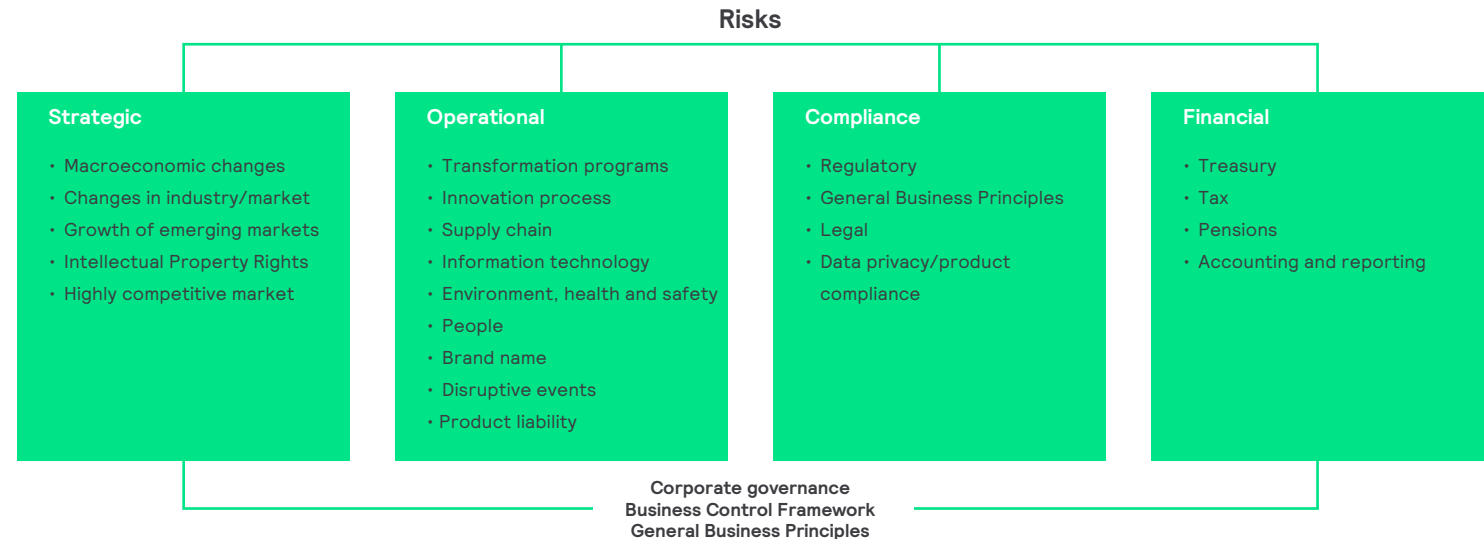 Risks
Strategic
• Macroeconomic changes
• Changes in industry/market
• Growth of emerging markets
• Intellectual Property Rights
• Highly competitive market
Operational
• Transformation programs
• Innovation process
• Supply chain
• Information technology
• Environment, health and safety
• People
• Brand name
• Disruptive events
• Product liability
Compliance
• Regulatory
• General Business Principles
• Legal
• Data privacy/product
compliance
Financial
• Treasury
• Tax
• Pensions
• Accounting and reporting
Corporate governance
Business Control Framework
General Business Principles